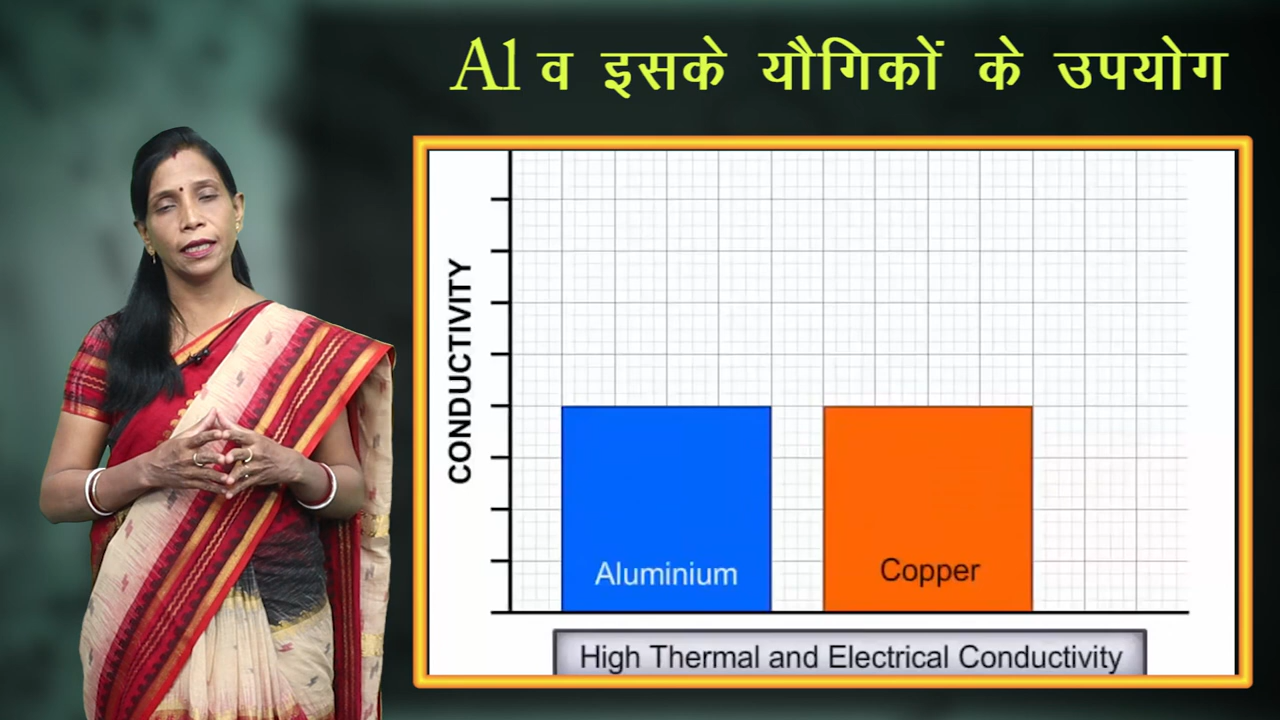 Al व इसके यौगिकों के उपयोग
CONDUCTIVITY
Aluminium
Copper
High Thermal and Electrical Conductivity